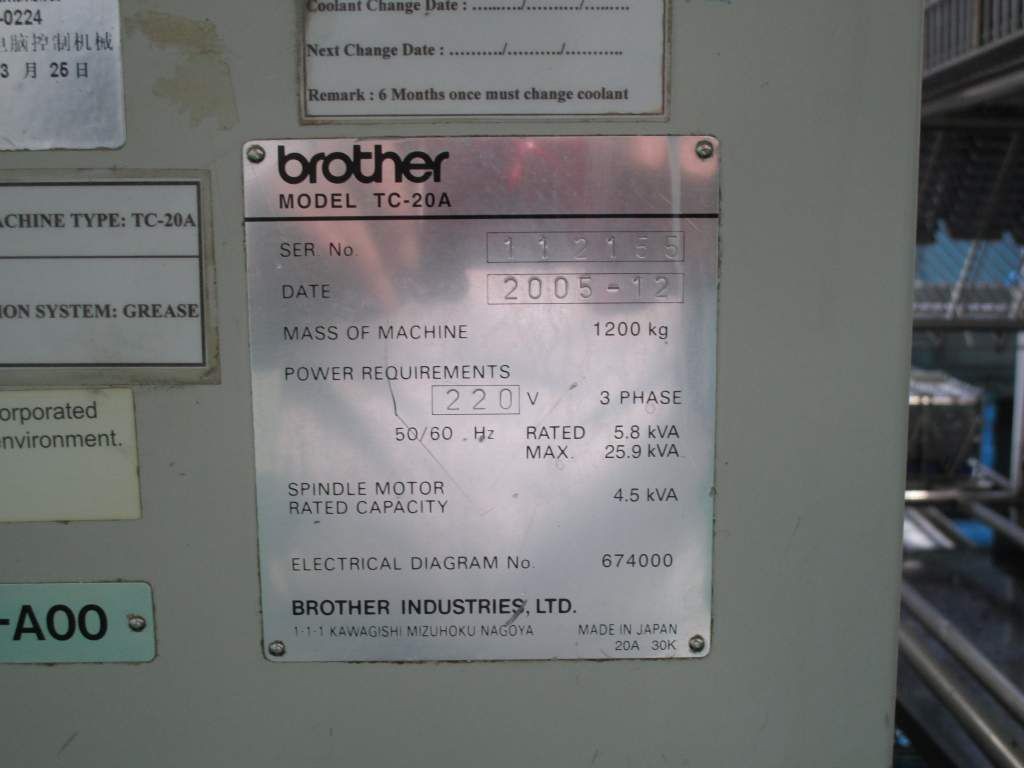 Coolant Change Date : ......../........./.........
Next Change Date : ........./........./..........
Remark : 6 Months once must change coolant
-0224
电脑控制机械
3 月 25 日
ACHINE TYPE: TC-20A
ION SYSTEM: GREASE
orporated
nvironment.
-A00
brother
MODEL TC-20A
SER. No. 112155
DATE 2005-12
MASS OF MACHINE 1200 kg
POWER REQUIREMENTS
220 V 3 PHASE
50/60 Hz RATED 5.8 kVA
MAX. 25.9 kVA
SPINDLE MOTOR
RATED CAPACITY 4.5 kVA
ELECTRICAL DIAGRAM No. 674000
BROTHER INDUSTRIES, LTD.
1-1-1 KAWAGISHI MIZUHOKU NAGOYA MADE IN JAPAN
20A 30K